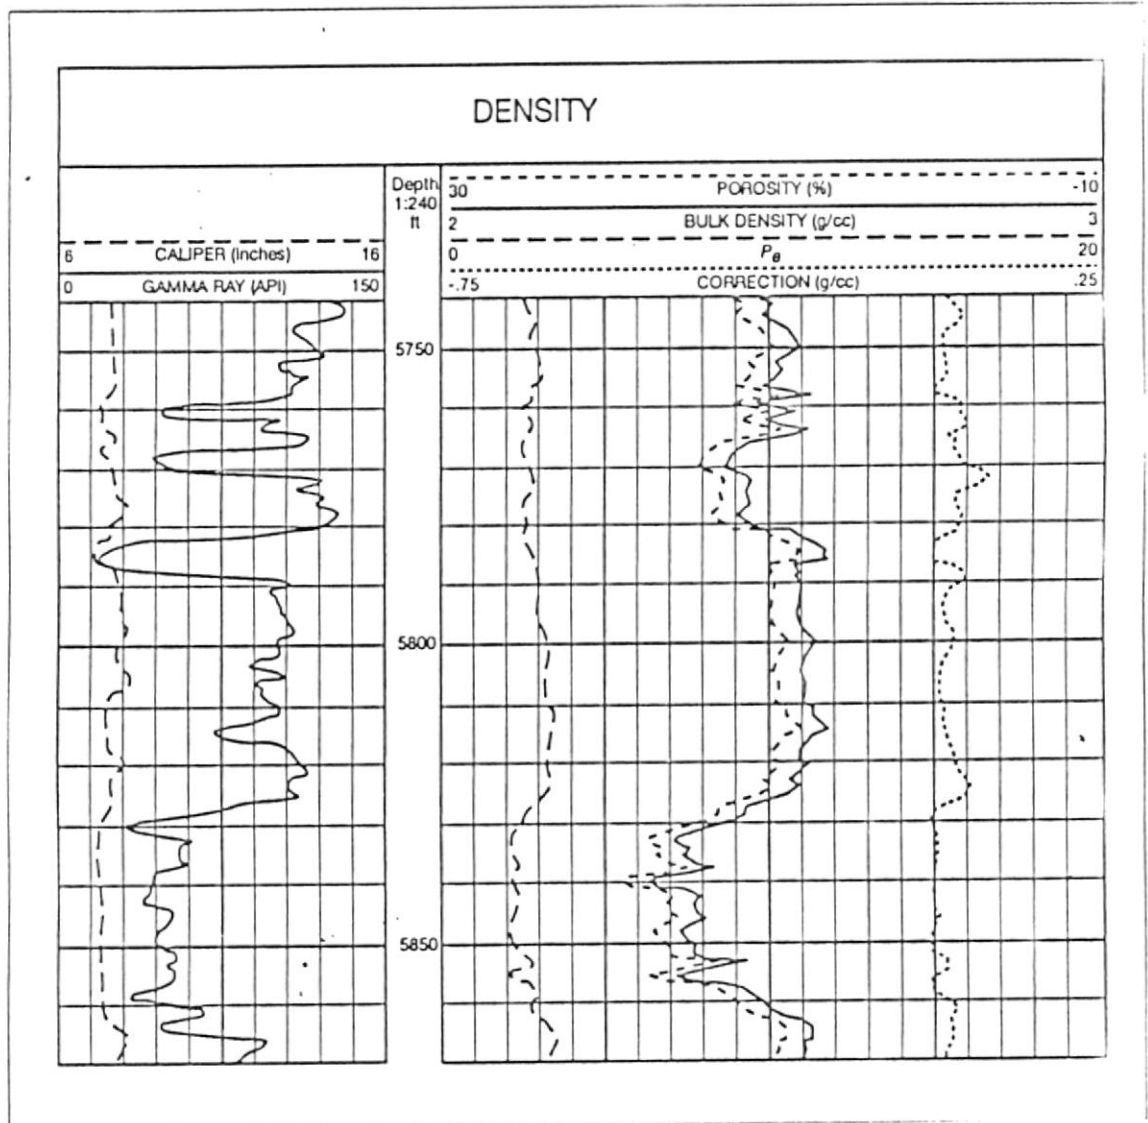 DENSITY
Depth
1:240
ft
30 POROSITY (%) -10
2 BULK DENSITY (g/cc) 3
6 CALIPER (Inches) 16
0 Pe 20
0 GAMMA RAY (API) 150
-.75 CORRECTION (g/cc) .25
5750
5800
5850